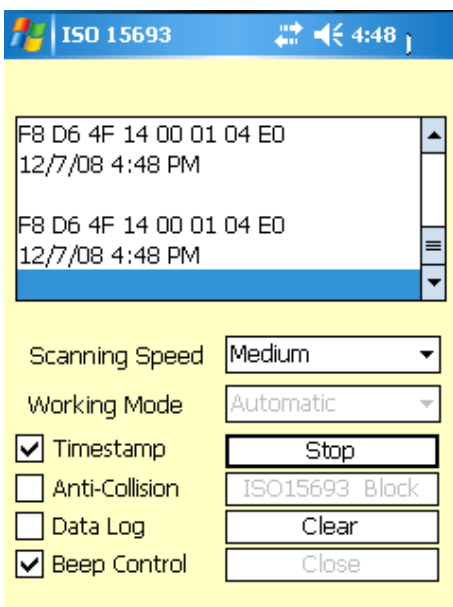 ISO 15693 4:48
F8 D6 4F 14 00 01 04 E0
12/7/08 4:48 PM
F8 D6 4F 14 00 01 04 E0
12/7/08 4:48 PM
Scanning Speed Medium
Working Mode Automatic
Timestamp Stop
Anti-Collision ISO15693 Block
Data Log Clear
Beep Control Close